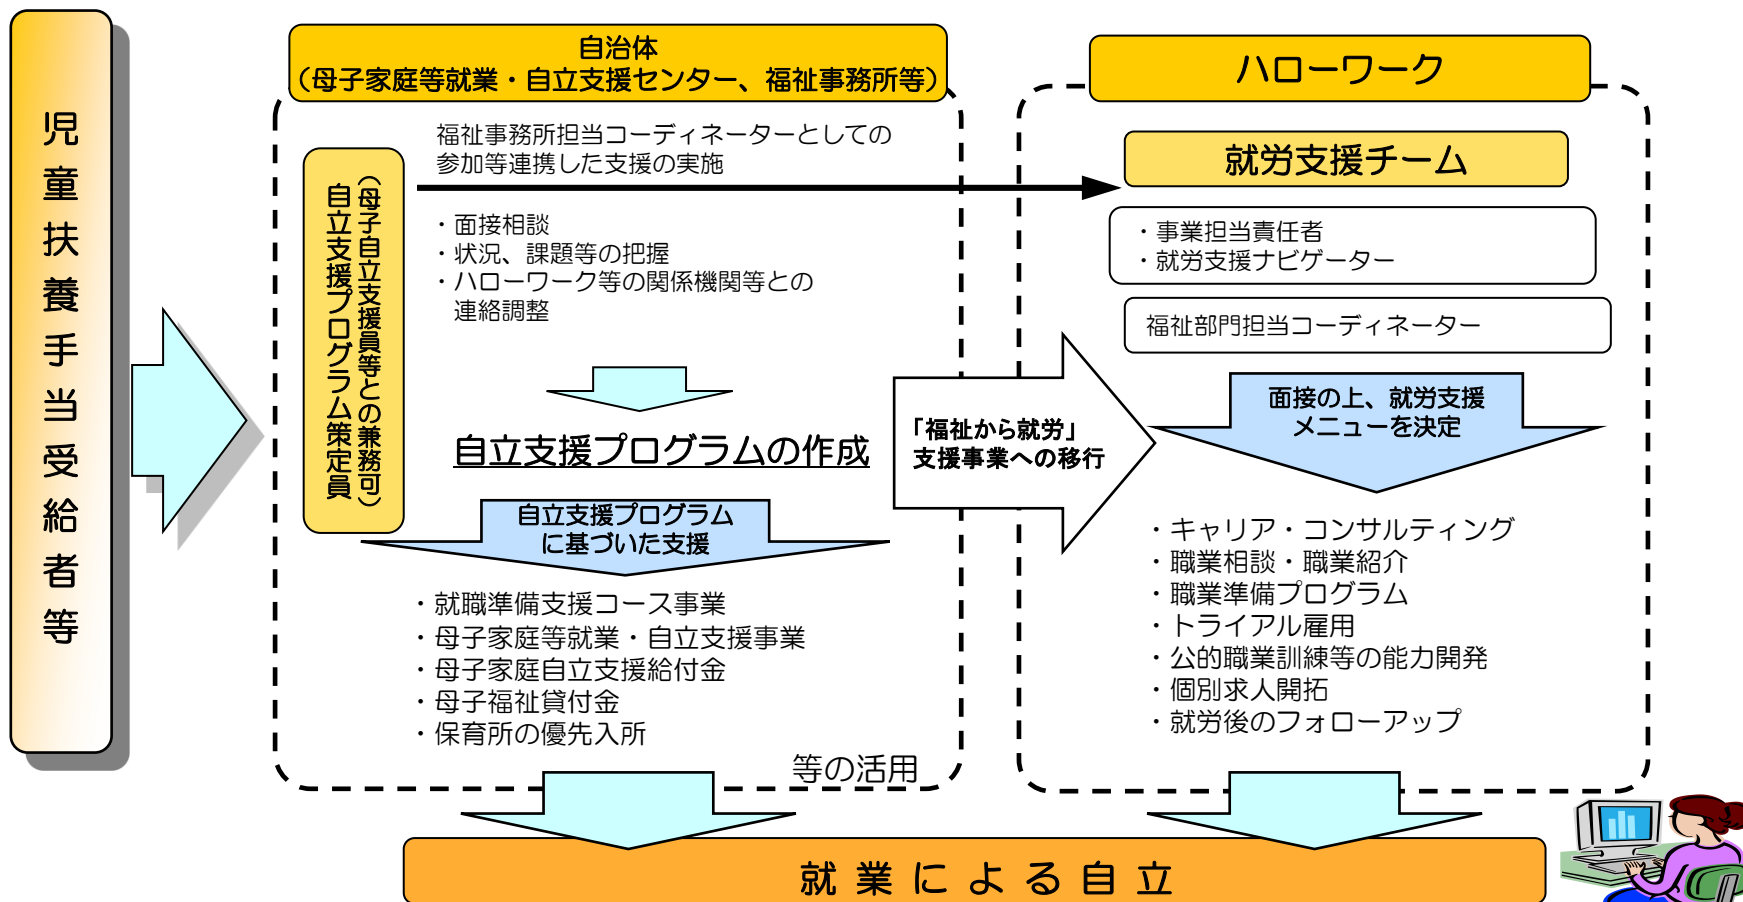 児童扶養手当受給者等
自治体
（母子家庭等就業・自立支援センター、福祉事務所等）
福祉事務所担当コーディネーターとしての
参加等連携した支援の実施
自立支援プログラム策定員
（母子自立支援員等との兼務可）
・面接相談
・状況、課題等の把握
・ハローワーク等の関係機関等との
連絡調整
自立支援プログラムの作成
自立支援プログラム
に基づいた支援
・就職準備支援コース事業
・母子家庭等就業・自立支援事業
・母子家庭自立支援給付金
・母子福祉貸付金
・保育所の優先入所
等の活用
「福祉から就労」
支援事業への移行
ハローワーク
就労支援チーム
・事業担当責任者
・就労支援ナビゲーター
福祉部門担当コーディネーター
面接の上、就労支援
メニューを決定
・キャリア・コンサルティング
・職業相談・職業紹介
・職業準備プログラム
・トライアル雇用
・公的職業訓練等の能力開発
・個別求人開拓
・就労後のフォローアップ
就業による自立